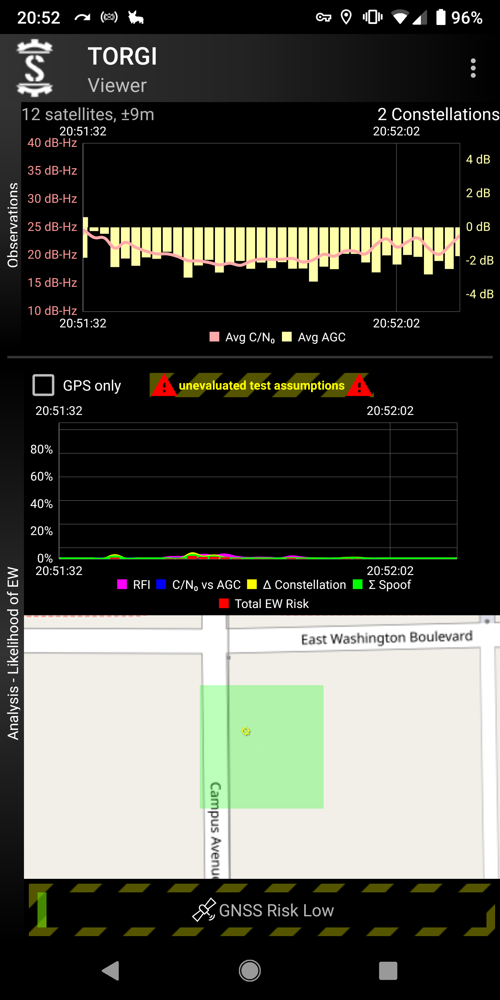 20:52
96%
TORGI
Viewer
12 satellites, ±9m
2 Constellations
Observations
20:51:32
20:52:02
40 dB-Hz
35 dB-Hz
30 dB-Hz
25 dB-Hz
20 dB-Hz
15 dB-Hz
10 dB-Hz
4 dB
2 dB
0 dB
-2 dB
-4 dB
20:51:32
20:52:02
Avg C/N₀
Avg AGC
Analysis - Likelihood of EW
GPS only
unevaluated test assumptions
20:51:32
20:52:02
80%
60%
40%
20%
0%
20:51:32
20:52:02
RFI
C/N₀ vs AGC
Δ Constellation
Σ Spoof
Total EW Risk
East Washington Boulevard
Campus Avenue
GNSS Risk Low